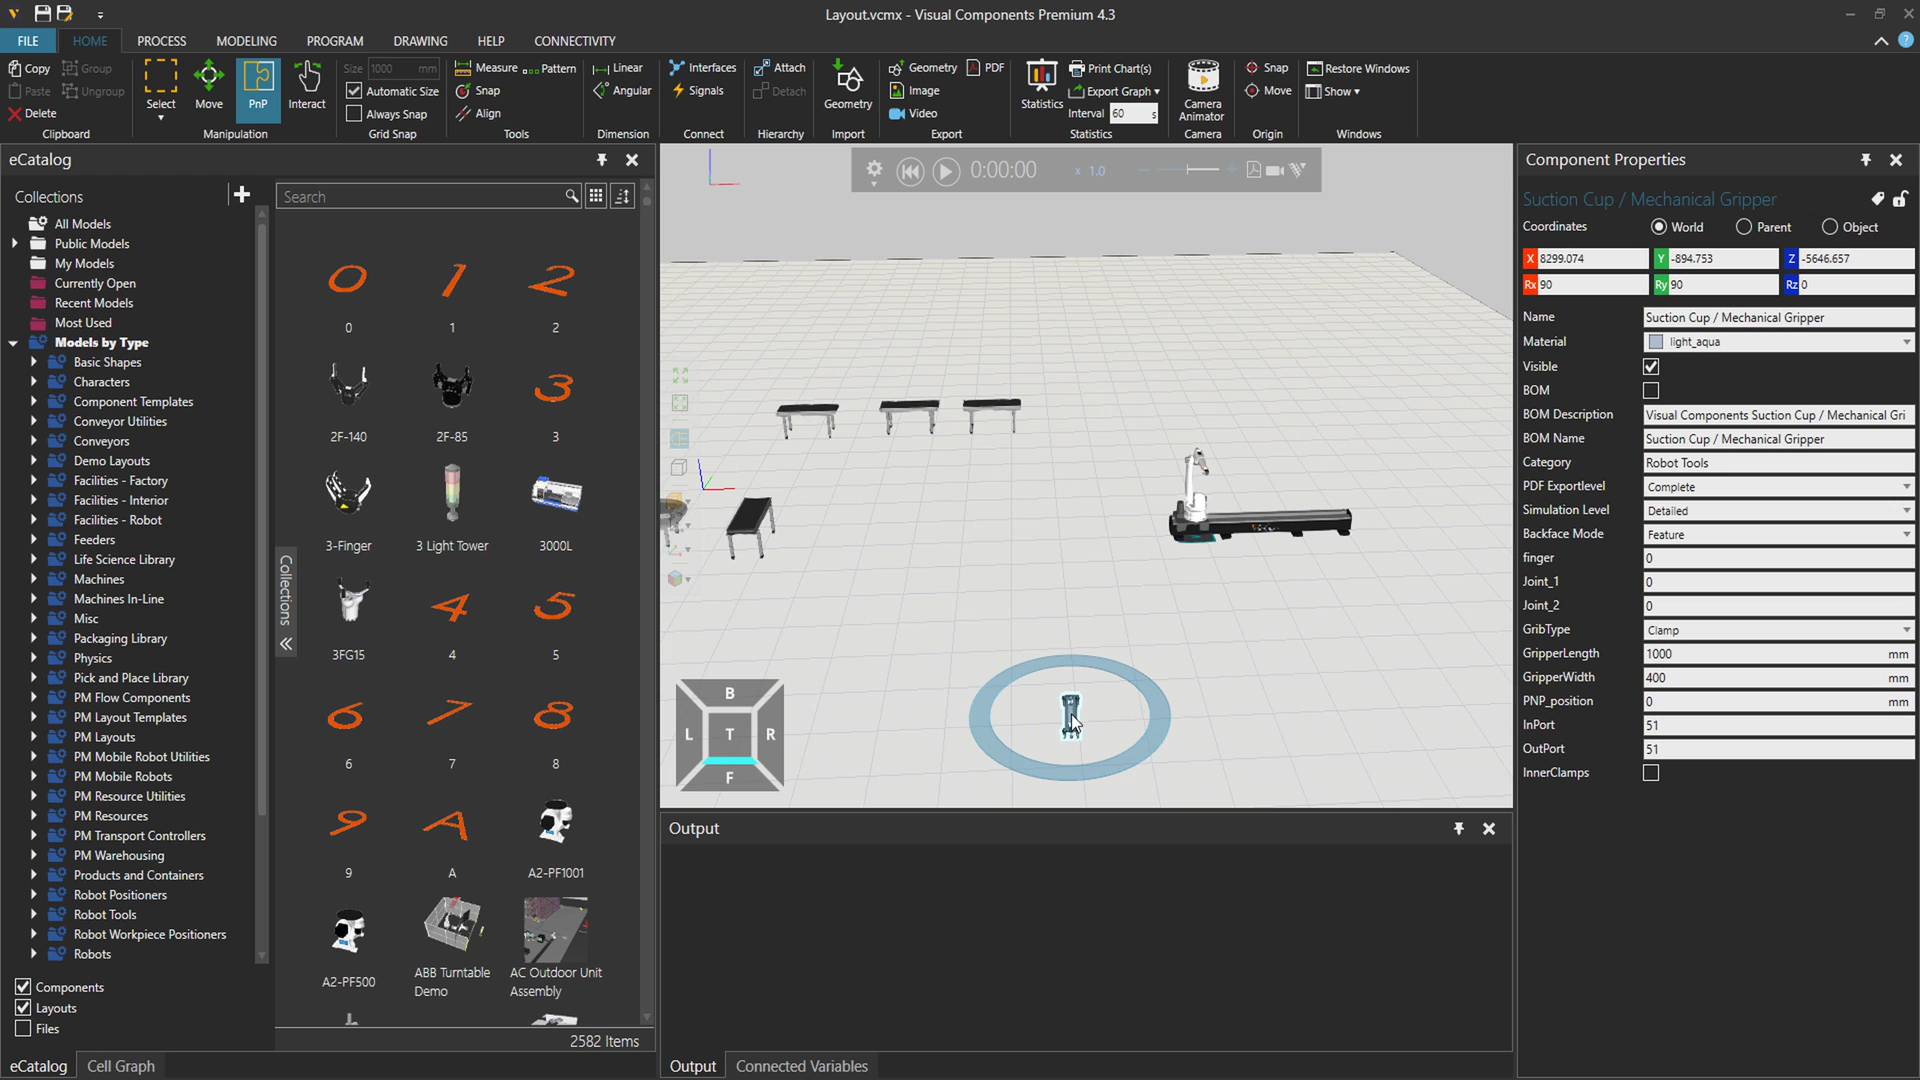 Layout.vcmx - Visual Components Premium 4.3
FILE HOME PROCESS MODELING PROGRAM DRAWING HELP CONNECTIVITY
Copy Group
Paste Ungroup
Delete
Clipboard
Select Move PnP Interact
Manipulation
Size 1000 mm
Automatic Size
Always Snap
Grid Snap
Measure Pattern
Snap
Align
Tools
Linear
Angular
Dimension
Interfaces
Signals
Connect
Attach
Detach
Hierarchy
Geometry
Import
Geometry PDF
Image
Video
Export
Statistics
Print Chart(s)
Export Graph
Interval 60 s
Statistics
Camera
Animator
Camera
Snap
Move
Origin
Restore Windows
Show
Windows
eCatalog
Collections
All Models
Public Models
My Models
Currently Open
Recent Models
Most Used
Models by Type
Basic Shapes
Characters
Component Templates
Conveyor Utilities
Conveyors
Demo Layouts
Facilities - Factory
Facilities - Interior
Facilities - Robot
Feeders
Life Science Library
Machines
Machines In-Line
Misc
Packaging Library
Physics
Pick and Place Library
PM Flow Components
PM Layout Templates
PM Layouts
PM Mobile Robot Utilities
PM Mobile Robots
PM Resource Utilities
PM Resources
PM Transport Controllers
PM Warehousing
Products and Containers
Robot Positioners
Robot Tools
Robot Workpiece Positioners
Robots
Components
Layouts
Files
eCatalog Cell Graph
Search
Collections
0 1 2
0 1 2
3
2F-140 2F-85 3
3-Finger 3 Light Tower 3000L
4 5
3FG15 4 5
6 7 8
6 7 8
9 A
9 A A2-PF1001
A2-PF500
ABB Turntable
Demo
AC Outdoor Unit
Assembly
2582 Items
0:00:00 x 1.0
B
L T R
F
Output
Output Connected Variables
Component Properties
Suction Cup / Mechanical Gripper
Coordinates World Parent Object
X 8299.074 Y -894.753 Z -5646.657
Rx 90 Ry 90 Rz 0
Name Suction Cup / Mechanical Gripper
Material light_aqua
Visible
BOM
BOM Description Visual Components Suction Cup / Mechanical Gri
BOM Name Suction Cup / Mechanical Gripper
Category Robot Tools
PDF Exportlevel Complete
Simulation Level Detailed
Backface Mode Feature
finger 0
Joint_1 0
Joint_2 0
GribType Clamp
GripperLength 1000 mm
GripperWidth 400 mm
PNP_position 0 mm
InPort 51
OutPort 51
InnerClamps